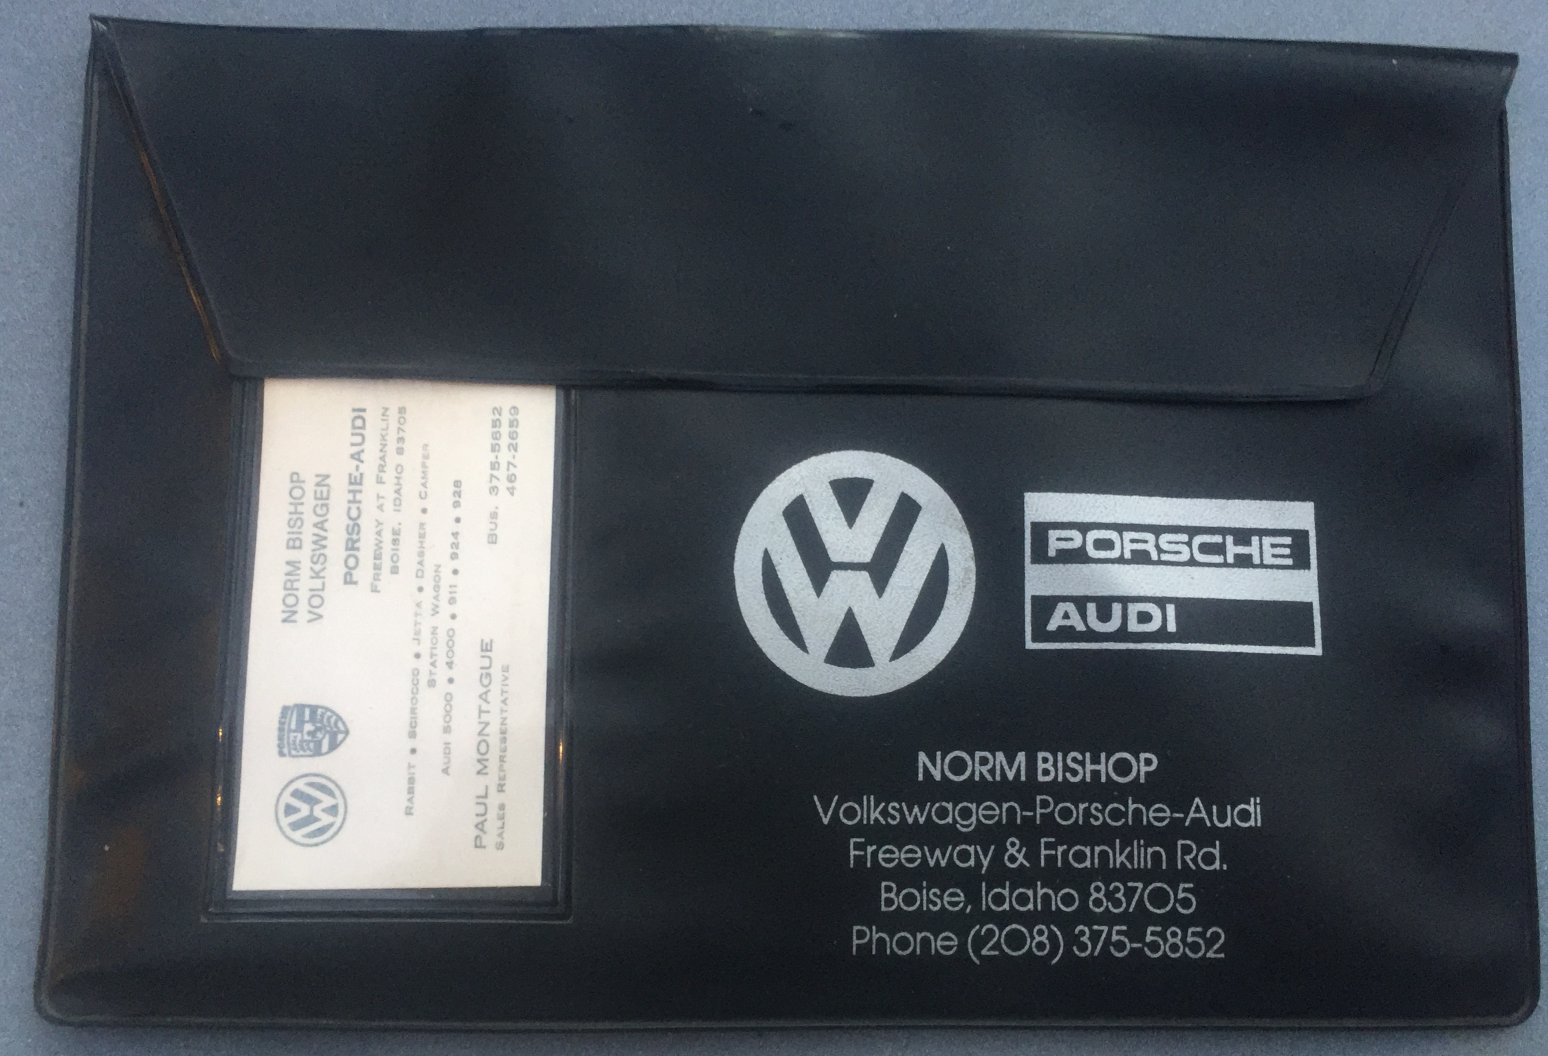 NORM BISHOP
VOLKSWAGEN
PORSCHE-AUDI
FREEWAY AT FRANKLIN
BOISE, IDAHO 83705
RABBIT • SCIROCCO • JETTA • DASHER • CAMPER
STATION WAGON
AUDI 5000 • 4000 • 911 • 924 • 928
PAUL MONTAGUE
SALES REPRESENTATIVE
BUS. 375-5852
467-2659
PORSCHE
AUDI
NORM BISHOP
Volkswagen-Porsche-Audi
Freeway & Franklin Rd.
Boise, Idaho 83705
Phone (208) 375-5852